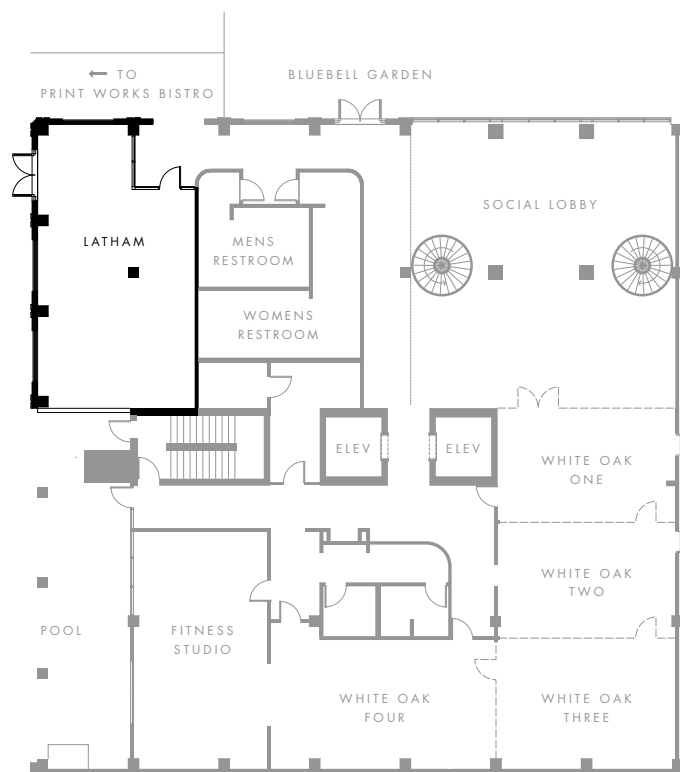 ← TO
PRINT WORKS BISTRO
BLUEBELL GARDEN
SOCIAL LOBBY
LATHAM
MENS
RESTROOM
WOMENS
RESTROOM
ELEV
ELEV
WHITE OAK
ONE
WHITE OAK
TWO
POOL
FITNESS
STUDIO
WHITE OAK
FOUR
WHITE OAK
THREE